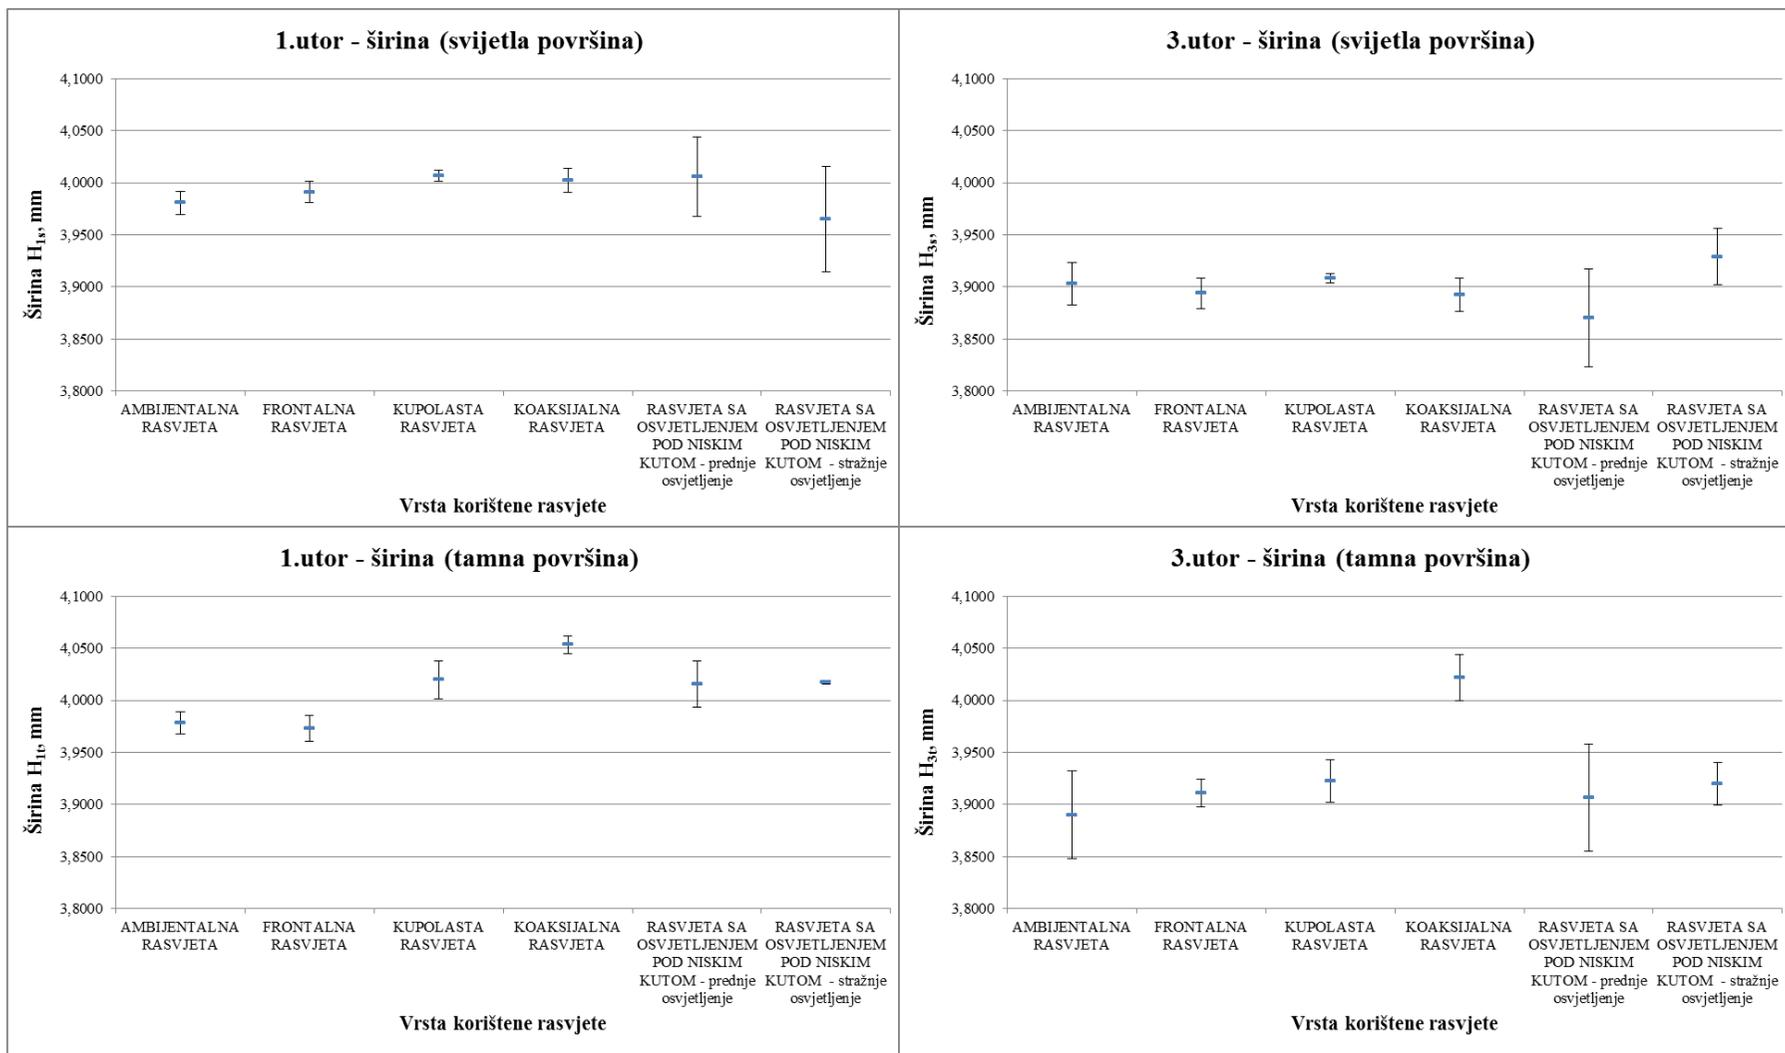 1.utor - širina (svijetla površina)
4,1000
4,0500
4,0000
3,9500
3,9000
3,8500
3,8000
Širina H1s, mm
AMBIJENTALNA
RASVJETA
FRONTALNA
RASVJETA
KUPOLASTA
RASVJETA
KOAKSIJALNA
RASVJETA
RASVJETA SA
OSVJETLJENJEM
POD NISKIM
KUTOM - prednje
osvjetljenje
RASVJETA SA
OSVJETLJENJEM
POD NISKIM
KUTOM - stražnje
osvjetljenje
Vrsta korištene rasvjete
3.utor - širina (svijetla površina)
4,1000
4,0500
4,0000
3,9500
3,9000
3,8500
3,8000
Širina H3s, mm
AMBIJENTALNA
RASVJETA
FRONTALNA
RASVJETA
KUPOLASTA
RASVJETA
KOAKSIJALNA
RASVJETA
RASVJETA SA
OSVJETLJENJEM
POD NISKIM
KUTOM - prednje
osvjetljenje
RASVJETA SA
OSVJETLJENJEM
POD NISKIM
KUTOM - stražnje
osvjetljenje
Vrsta korištene rasvjete
1.utor - širina (tamna površina)
4,1000
4,0500
4,0000
3,9500
3,9000
3,8500
3,8000
Širina H1t, mm
AMBIJENTALNA
RASVJETA
FRONTALNA
RASVJETA
KUPOLASTA
RASVJETA
KOAKSIJALNA
RASVJETA
RASVJETA SA
OSVJETLJENJEM
POD NISKIM
KUTOM - prednje
osvjetljenje
RASVJETA SA
OSVJETLJENJEM
POD NISKIM
KUTOM - stražnje
osvjetljenje
Vrsta korištene rasvjete
3.utor - širina (tamna površina)
4,1000
4,0500
4,0000
3,9500
3,9000
3,8500
3,8000
Širina H3t, mm
AMBIJENTALNA
RASVJETA
FRONTALNA
RASVJETA
KUPOLASTA
RASVJETA
KOAKSIJALNA
RASVJETA
RASVJETA SA
OSVJETLJENJEM
POD NISKIM
KUTOM - prednje
osvjetljenje
RASVJETA SA
OSVJETLJENJEM
POD NISKIM
KUTOM - stražnje
osvjetljenje
Vrsta korištene rasvjete